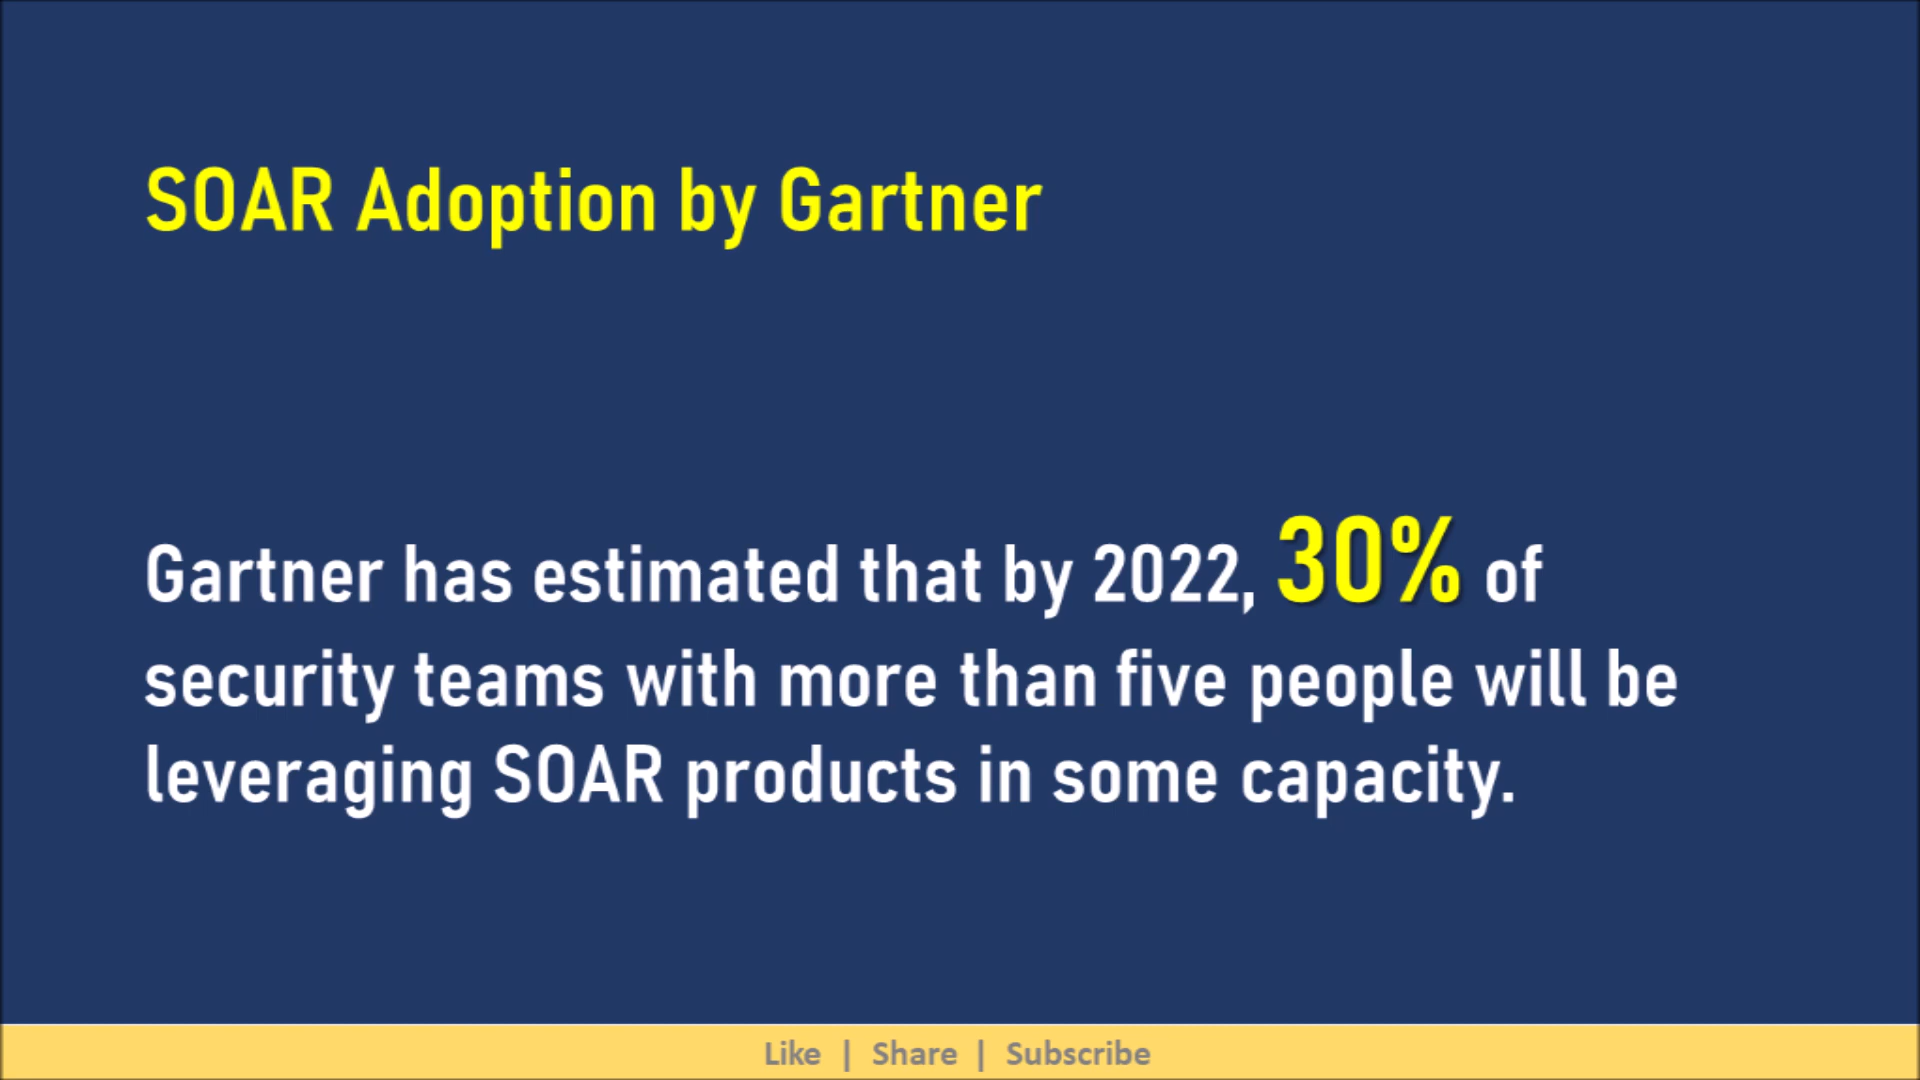 SOAR Adoption by Gartner
Gartner has estimated that by 2022, 30% of
security teams with more than five people will be
leveraging SOAR products in some capacity.
Like | Share | Subscribe